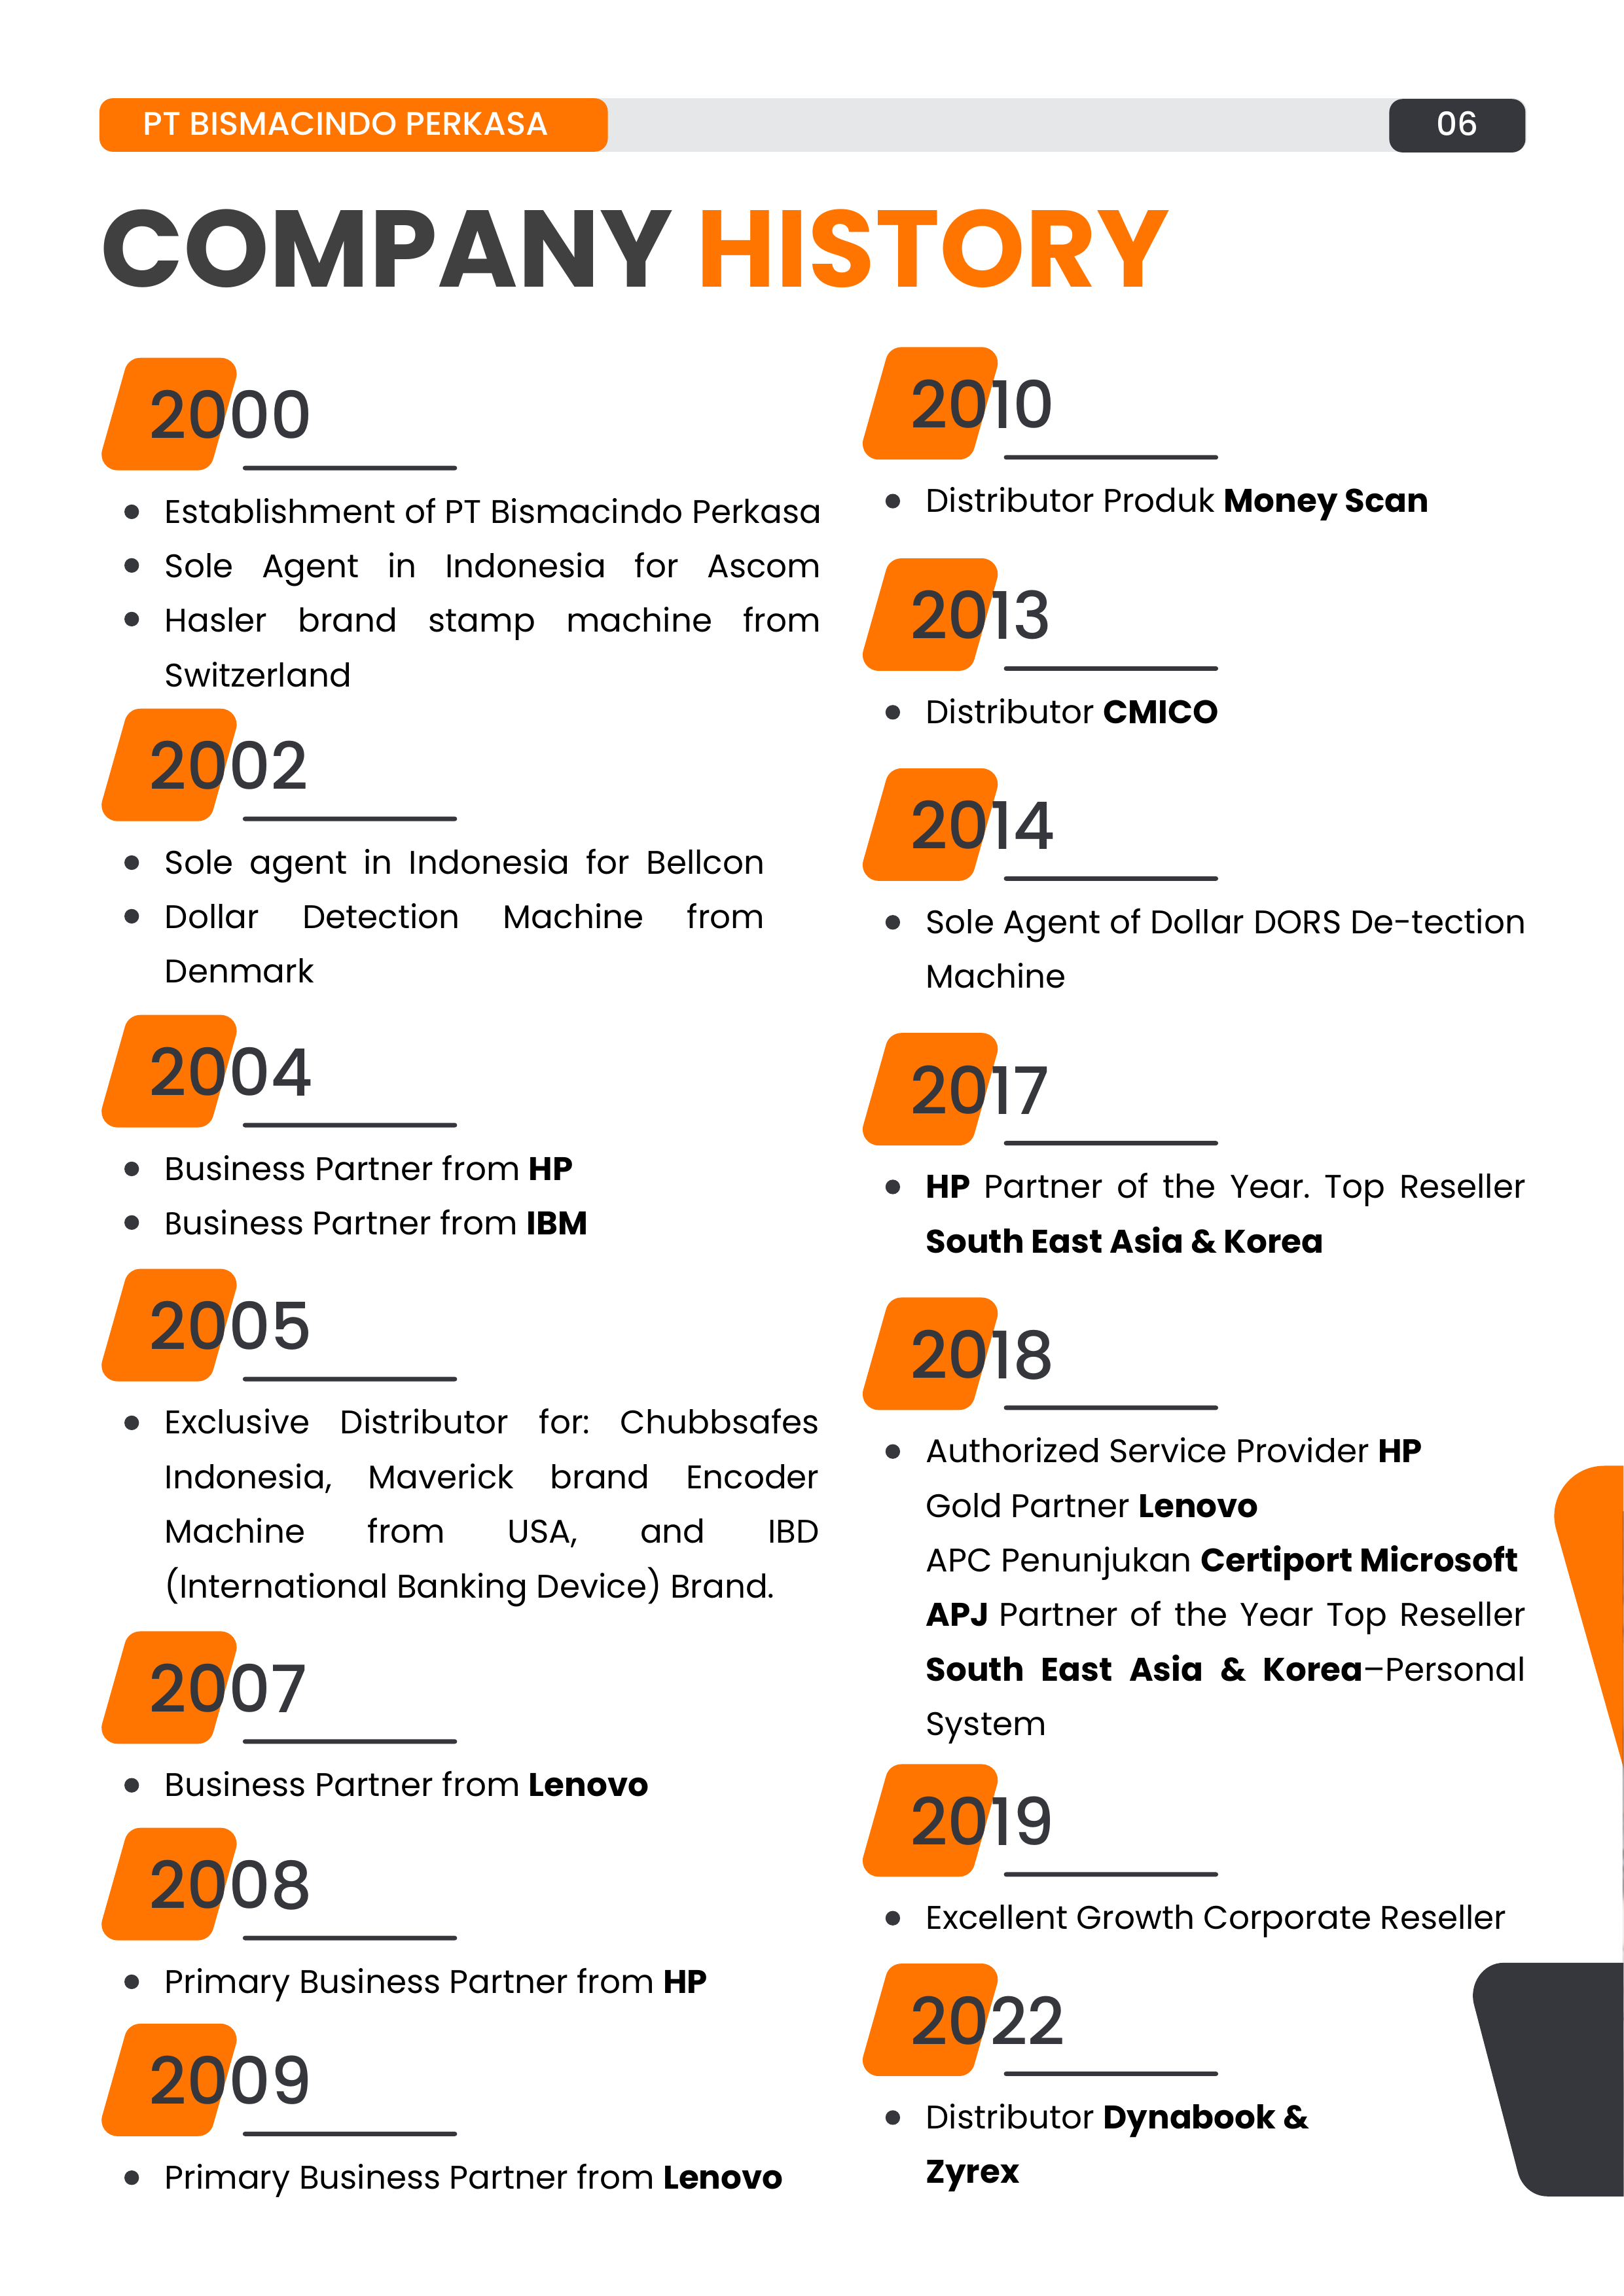 PT BISMACINDO PERKASA
06
COMPANY HISTORY
2000
• Establishment of PT Bismacindo Perkasa
• Sole Agent in Indonesia for Ascom
• Hasler brand stamp machine from
Switzerland
2002
• Sole agent in Indonesia for Bellcon
• Dollar Detection Machine from
Denmark
2004
• Business Partner from HP
• Business Partner from IBM
2005
• Exclusive Distributor for: Chubbsafes
Indonesia, Maverick brand Encoder
Machine from USA, and IBD
(International Banking Device) Brand.
2007
• Business Partner from Lenovo
2008
• Primary Business Partner from HP
2009
• Primary Business Partner from Lenovo
2010
• Distributor Produk Money Scan
2013
• Distributor CMICO
2014
• Sole Agent of Dollar DORS De-tection
Machine
2017
• HP Partner of the Year. Top Reseller
South East Asia & Korea
2018
• Authorized Service Provider HP
Gold Partner Lenovo
APC Penunjukan Certiport Microsoft
APJ Partner of the Year Top Reseller
South East Asia & Korea–Personal
System
2019
• Excellent Growth Corporate Reseller
2022
• Distributor Dynabook &
Zyrex